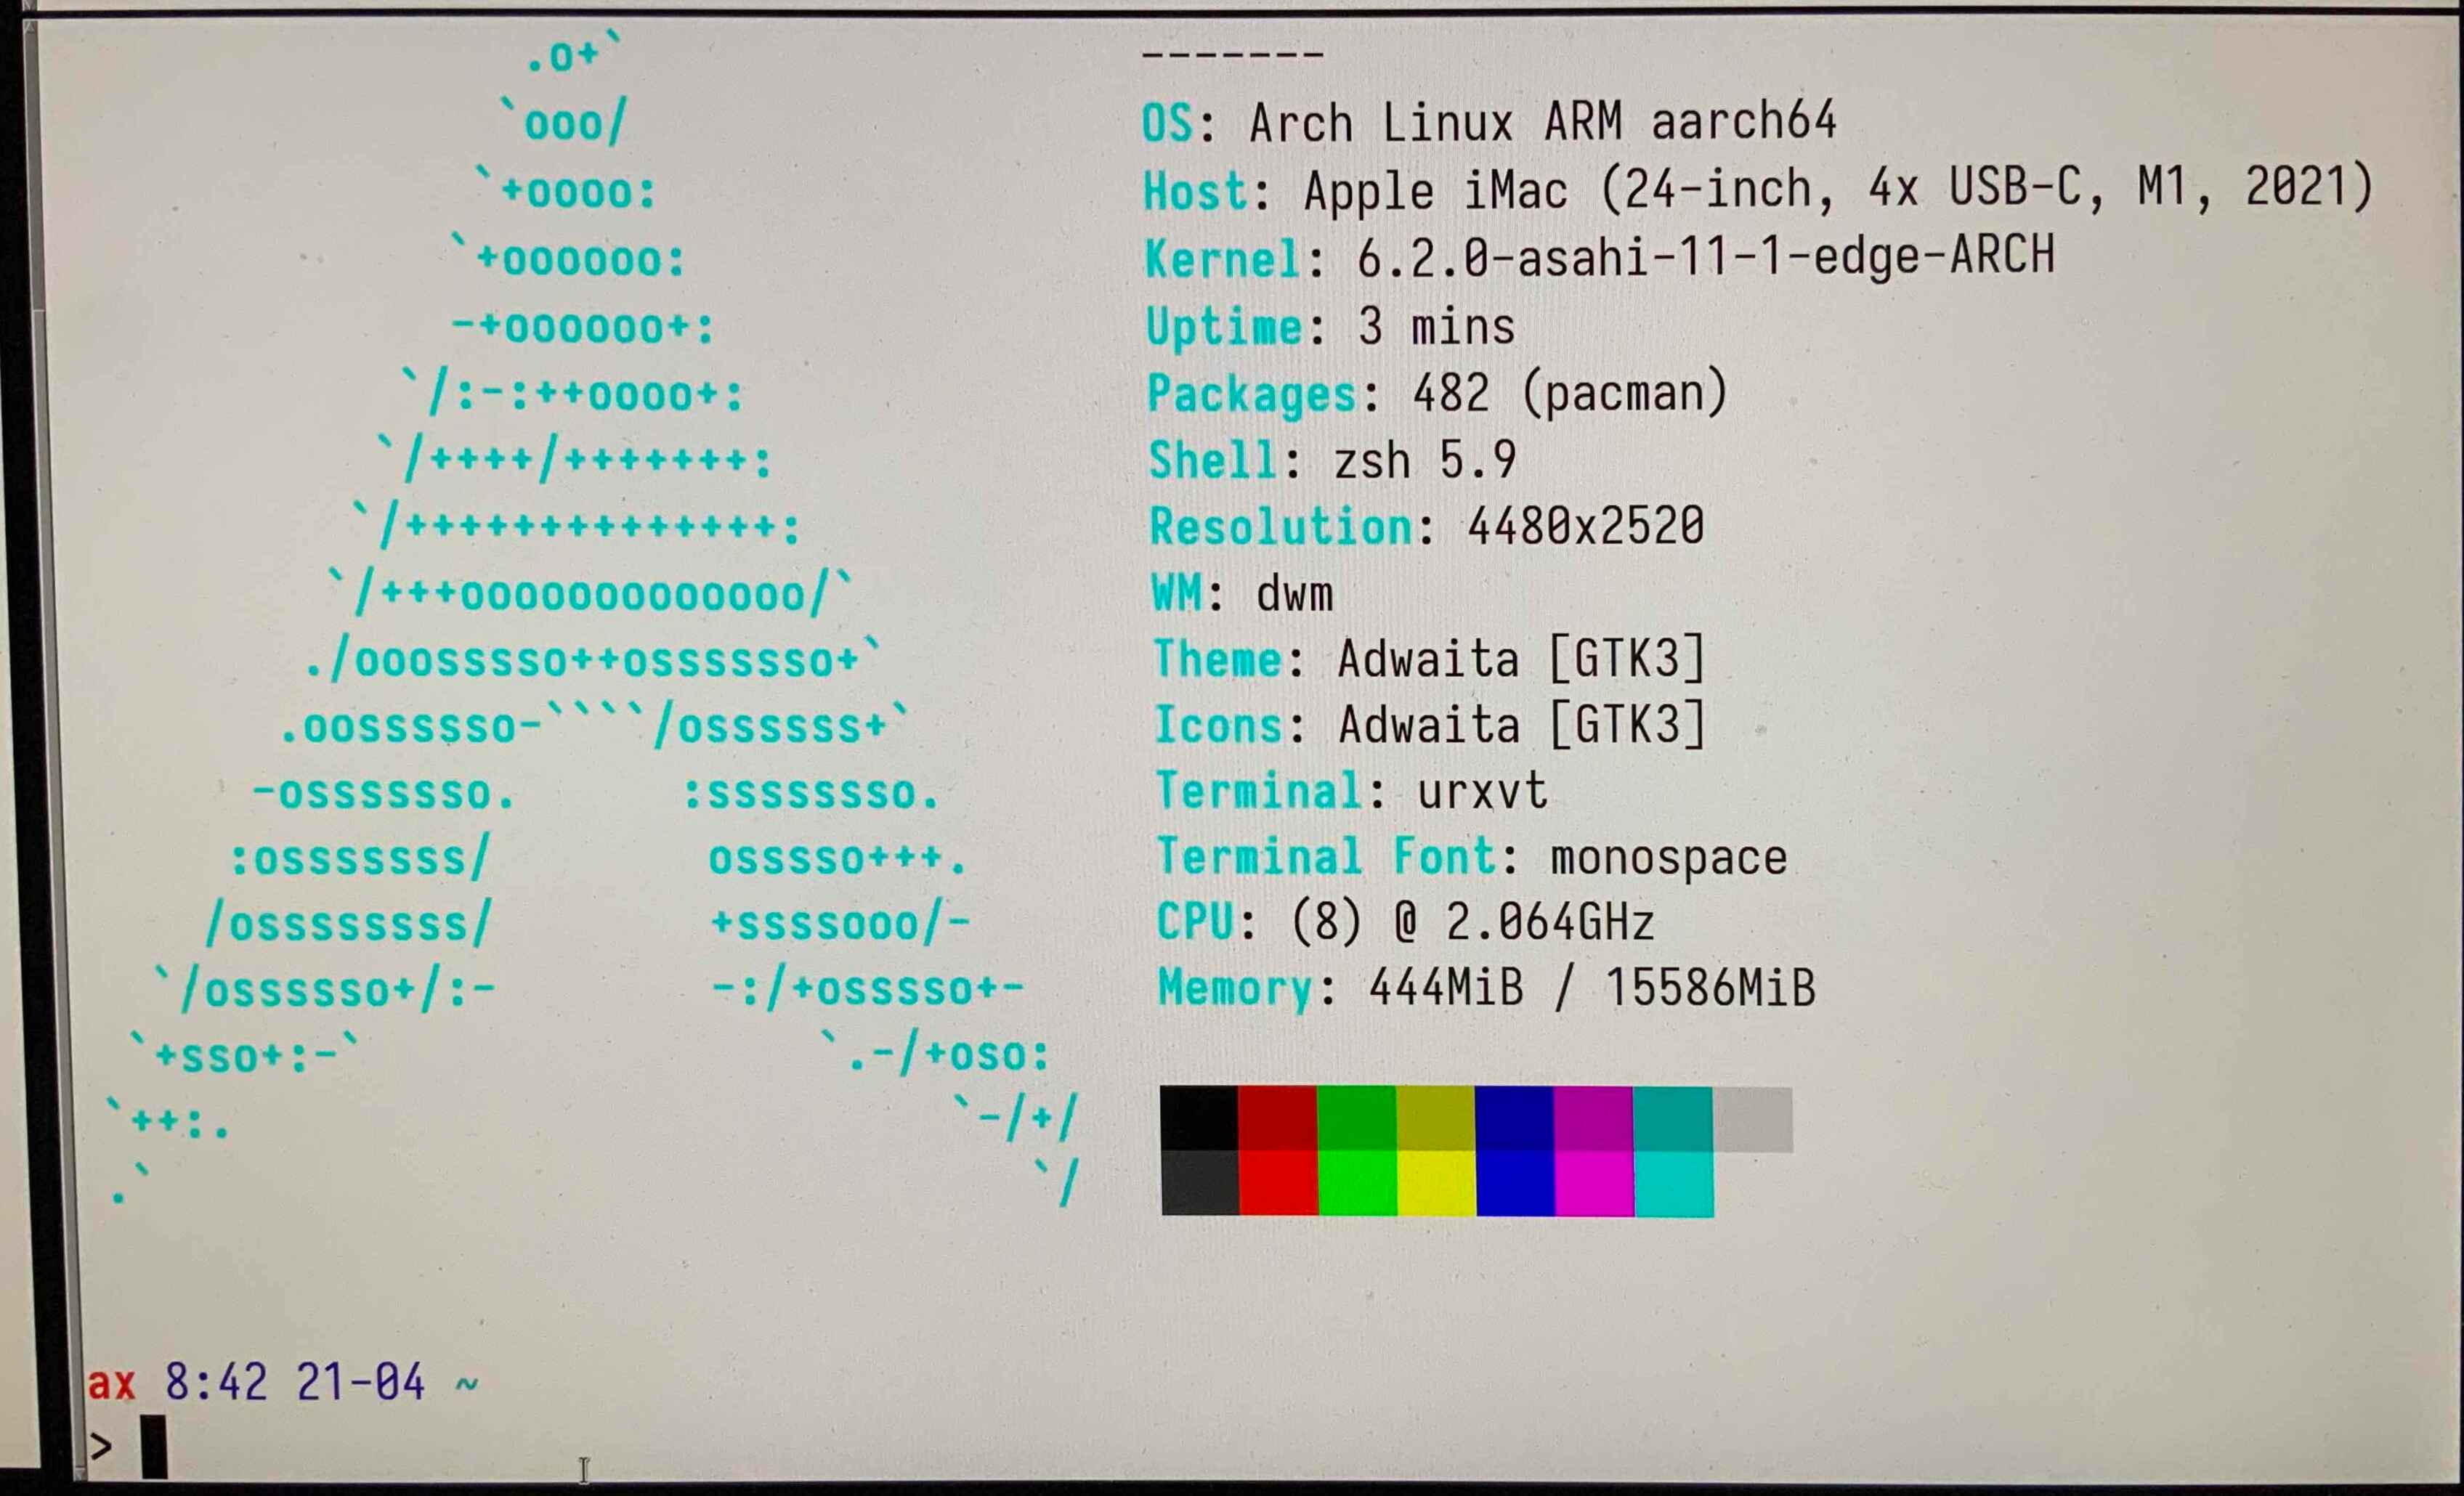 -------
OS: Arch Linux ARM aarch64
Host: Apple iMac (24-inch, 4x USB-C, M1, 2021)
Kernel: 6.2.0-asahi-11-1-edge-ARCH
Uptime: 3 mins
Packages: 482 (pacman)
Shell: zsh 5.9
Resolution: 4480x2520
WM: dwm
Theme: Adwaita [GTK3]
Icons: Adwaita [GTK3]
Terminal: urxvt
Terminal Font: monospace
CPU: (8) @ 2.064GHz
Memory: 444MiB / 15586MiB
.o+`
`ooo/
`+oooo:
`+oooooo:
-+oooooo+:
`/:-:++oooo+:
`/++++/+++++++:
`/++++++++++++++:
`/+++ooooooooooooo/`
./ooosssso++osssssso+`
.oossssso-````/ossssss+`
-osssssso. :ssssssso.
:osssssss/ osssso+++.
/ossssssss/ +ssssooo/-
`/ossssso+/:- -:/+osssso+-
`+sso+:-` `.-/+oso:
`++:. `-/+/
.` `/
ax 8:42 21-04 ~
>